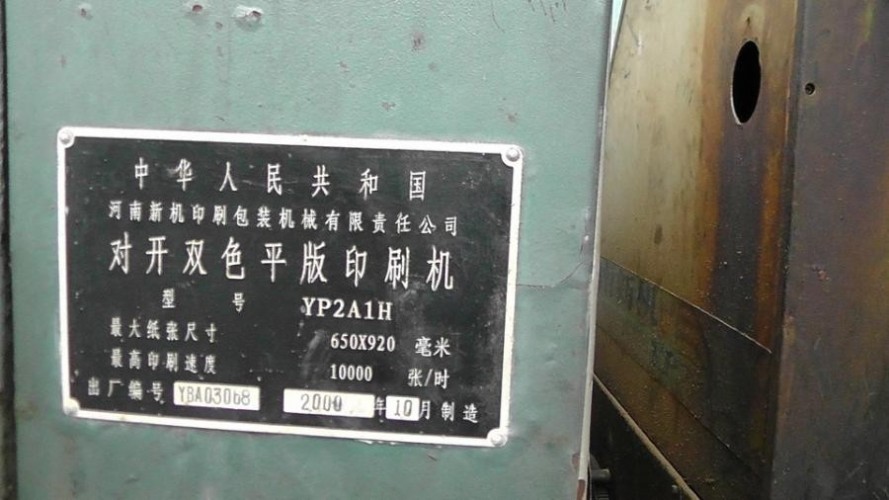 中华人民共和国
河南新机印刷包装机械有限责任公司
对开双色平版印刷机
型 号 YP2A1H
最大纸张尺寸 650X920 毫米
最高印刷速度 10000 张/时
出厂编号 YBA03068 2000 年 10 月制造